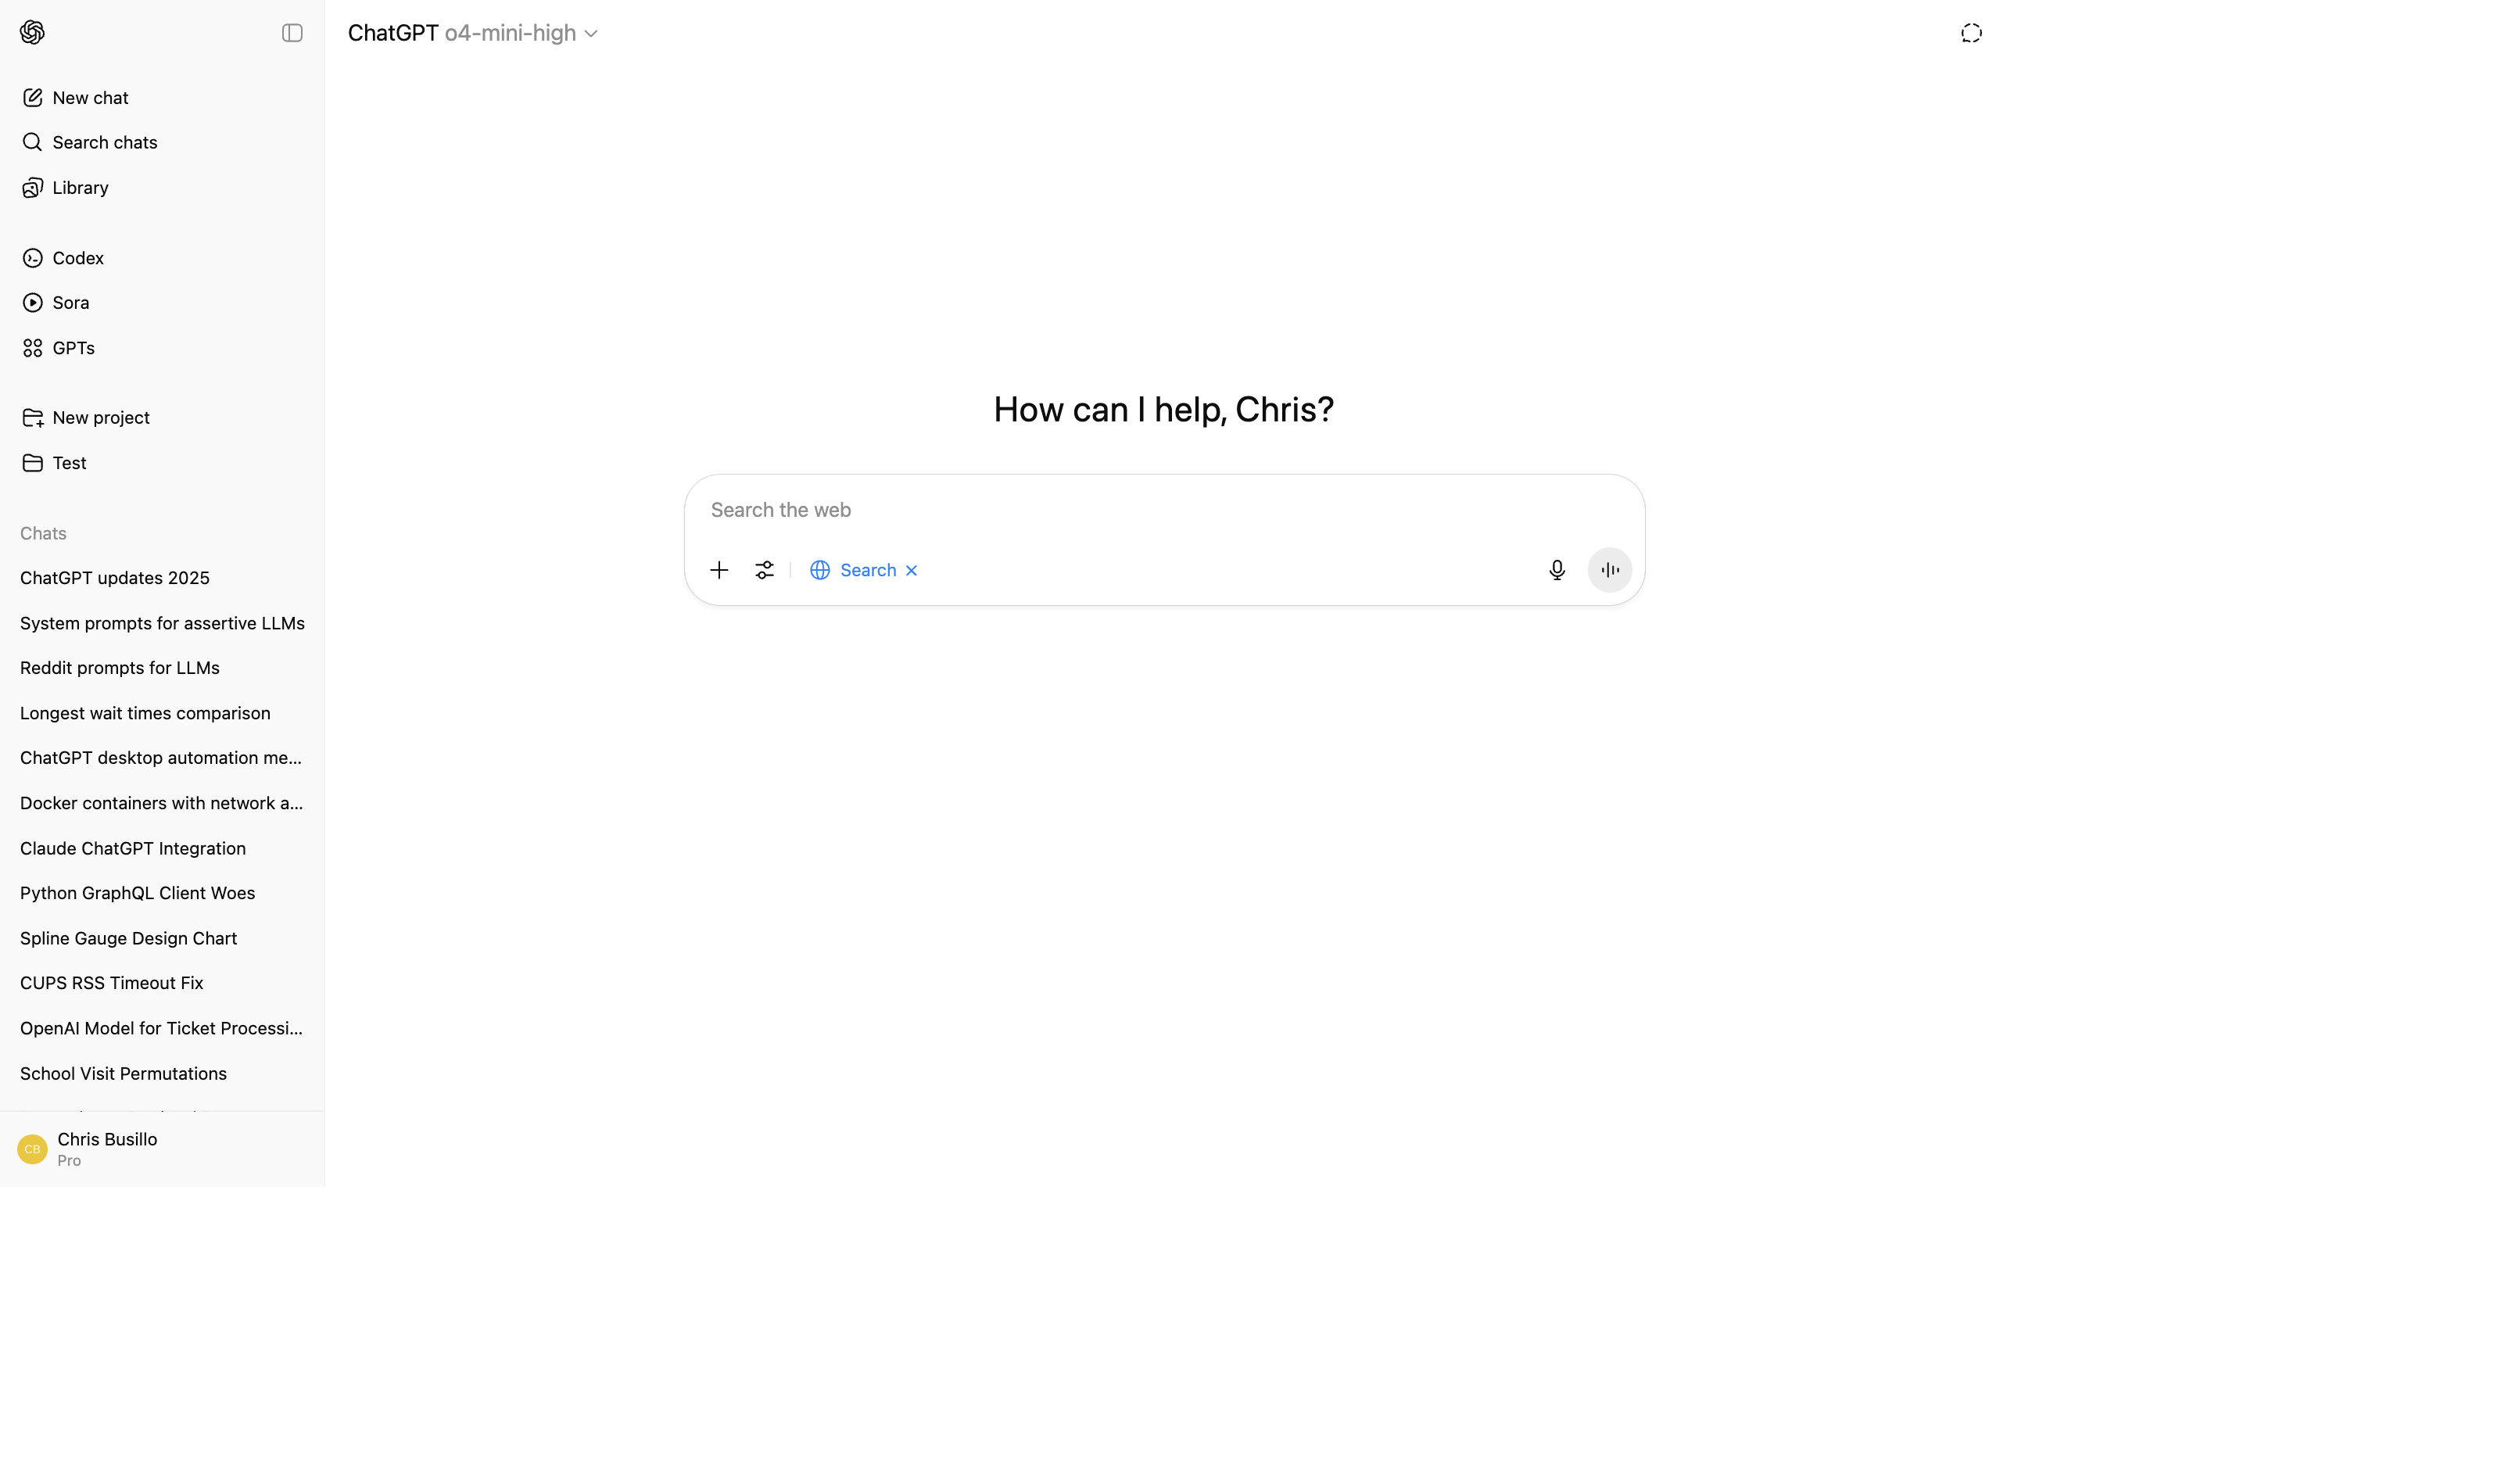 ChatGPT o4-mini-high
New chat
Search chats
Library
Codex
Sora
GPTs
New project
Test
Chats
ChatGPT updates 2025
System prompts for assertive LLMs
Reddit prompts for LLMs
Longest wait times comparison
ChatGPT desktop automation me...
Docker containers with network a...
Claude ChatGPT Integration
Python GraphQL Client Woes
Spline Gauge Design Chart
CUPS RSS Timeout Fix
OpenAI Model for Ticket Processi...
School Visit Permutations
CB
Chris Busillo
Pro
How can I help, Chris?
Search the web
Search